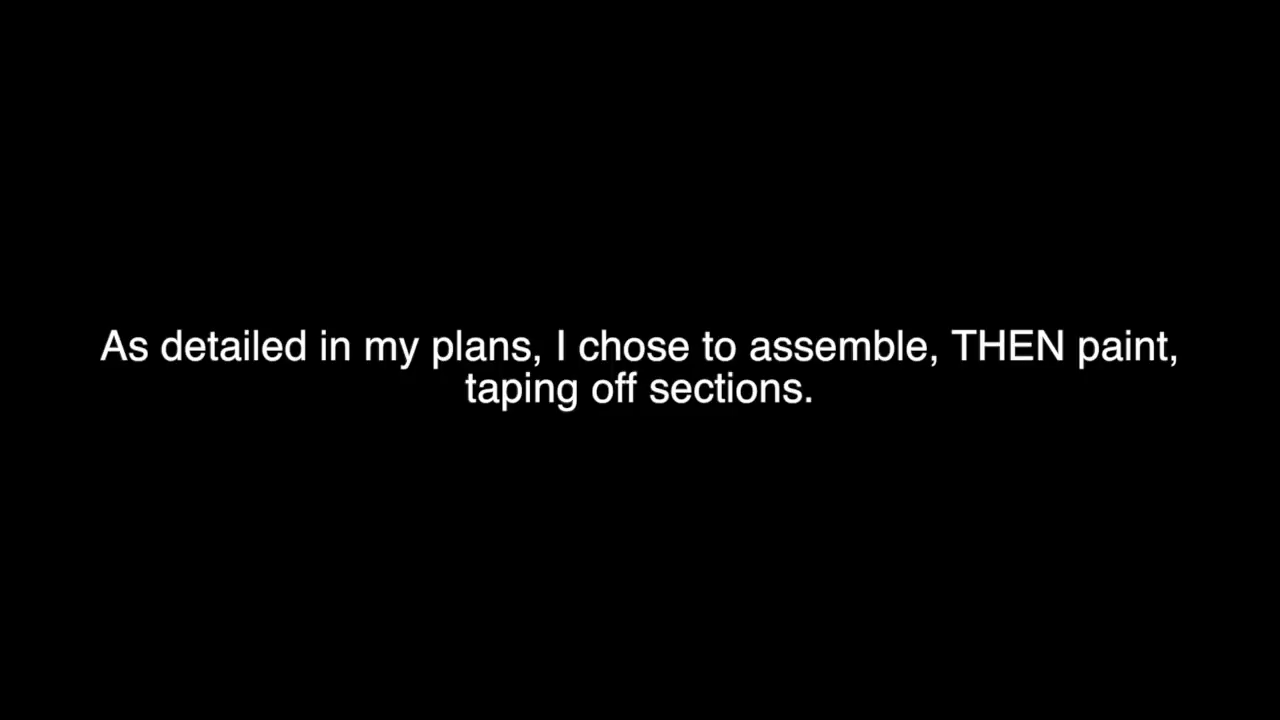 As detailed in my plans, I chose to assemble, THEN paint,
taping off sections.